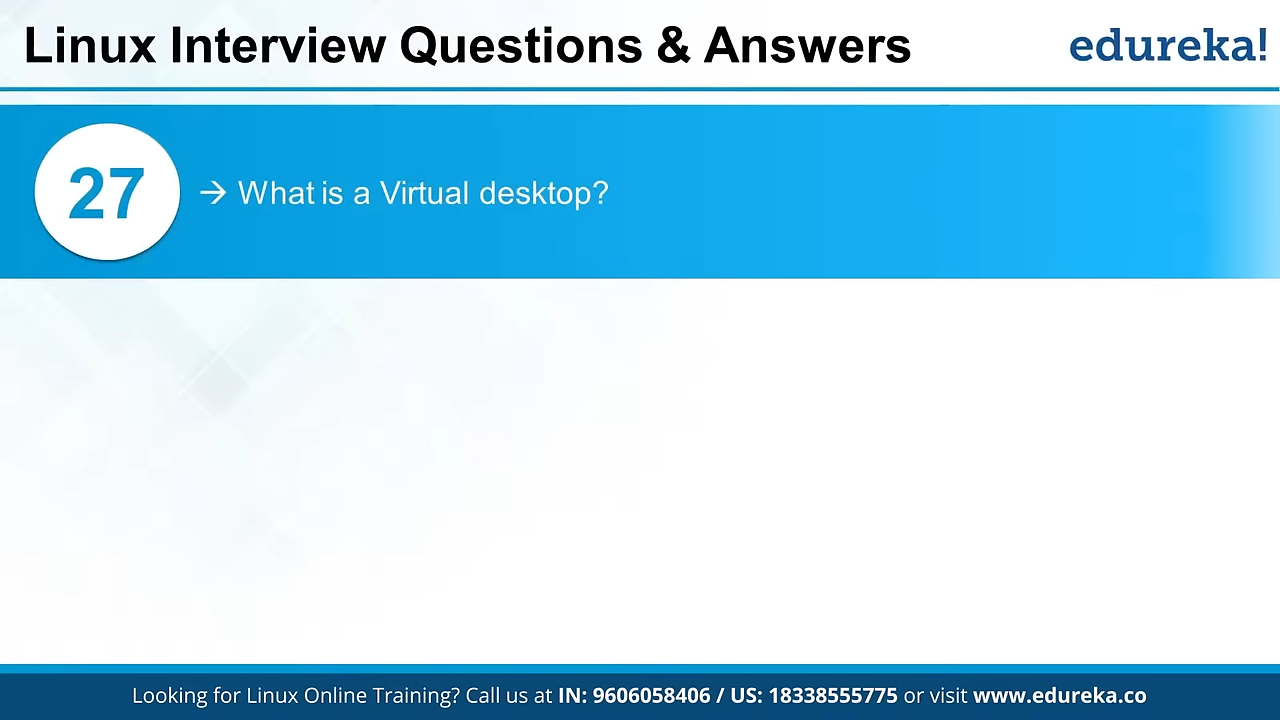 Linux Interview Questions & Answers
edureka!
27
→ What is a Virtual desktop?
Looking for Linux Online Training? Call us at IN: 9606058406 / US: 18338555775 or visit www.edureka.co